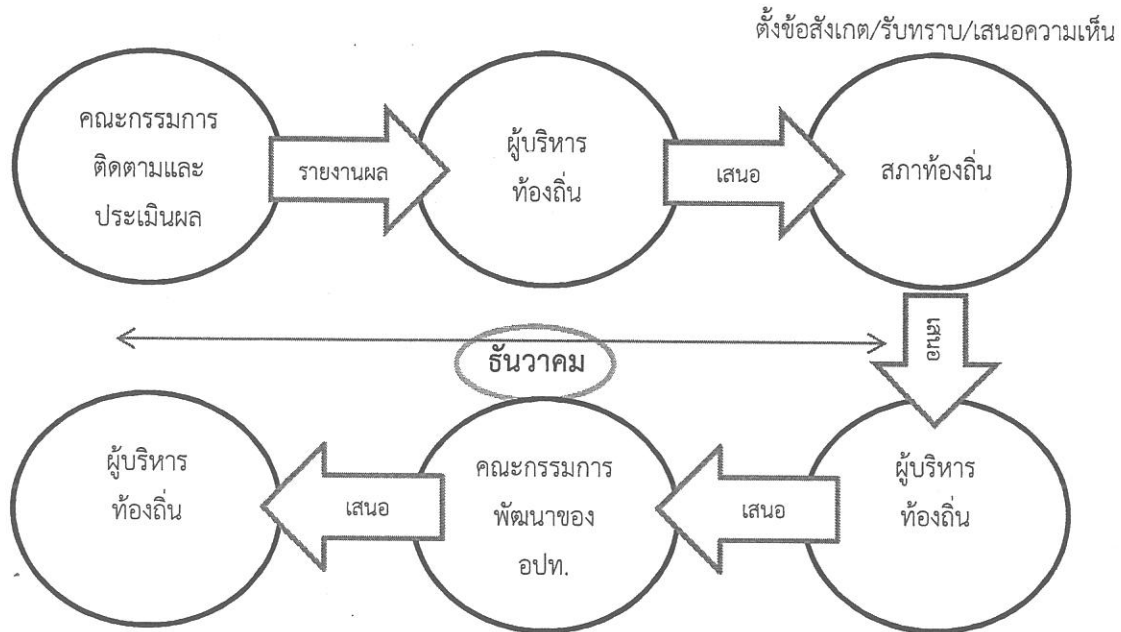 ตั้งข้อสังเกต/รับทราบ/เสนอความเห็น
คณะกรรมการ
ติดตามและ
ประเมินผล
รายงานผล
ผู้บริหาร
ท้องถิ่น
เสนอ
สภาท้องถิ่น
เสนอ
ธันวาคม
ผู้บริหาร
ท้องถิ่น
เสนอ
คณะกรรมการ
พัฒนาของ
อปท.
เสนอ
ผู้บริหาร
ท้องถิ่น